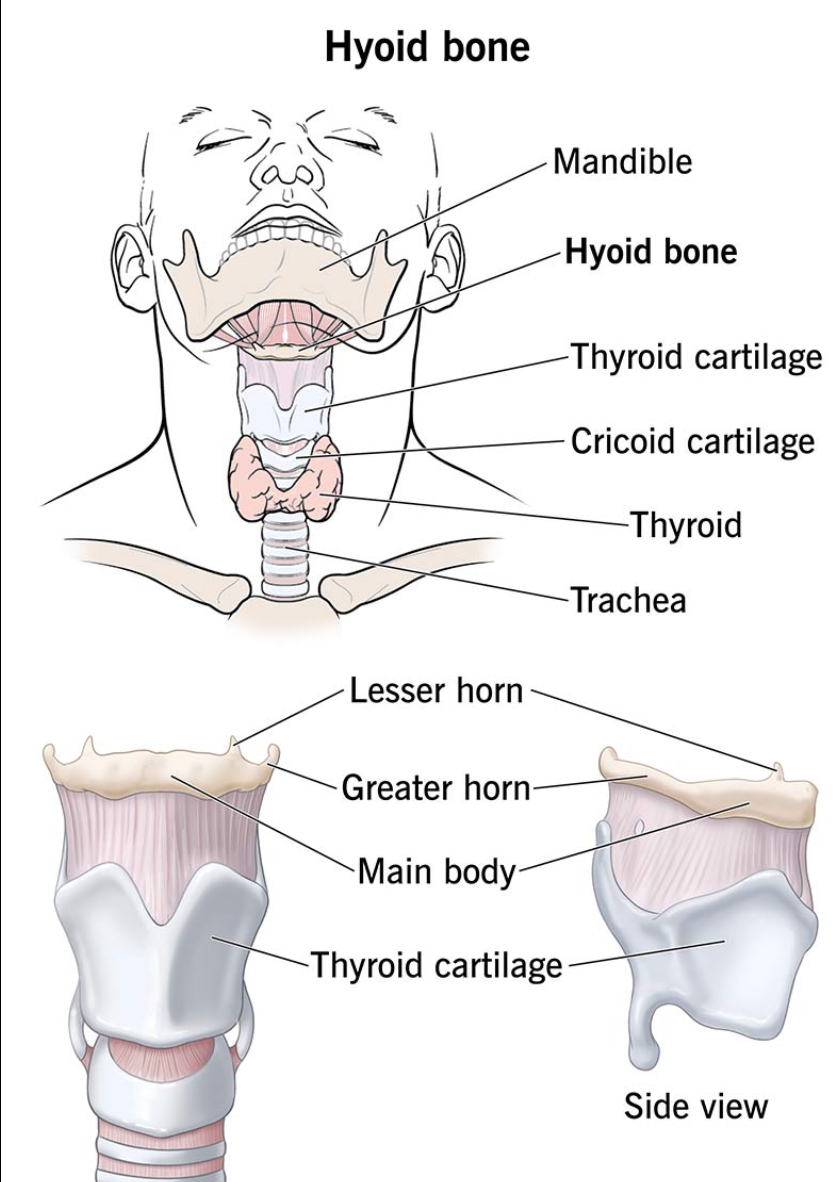 Hyoid bone
Mandible
Hyoid bone
Thyroid cartilage
Cricoid cartilage
Thyroid
Trachea
Lesser horn
Greater horn
Main body
Thyroid cartilage
Side view